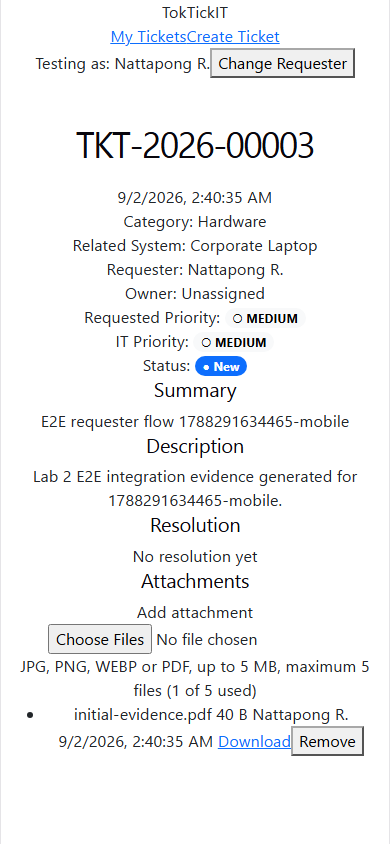 TokTickIT
My TicketsCreate Ticket
Testing as: Nattapong R.Change Requester
TKT-2026-00003
9/2/2026, 2:40:35 AM
Category: Hardware
Related System: Corporate Laptop
Requester: Nattapong R.
Owner: Unassigned
Requested Priority: ○ MEDIUM
IT Priority: ○ MEDIUM
Status: ● New
Summary
E2E requester flow 1788291634465-mobile
Description
Lab 2 E2E integration evidence generated for
1788291634465-mobile.
Resolution
No resolution yet
Attachments
Add attachment
Choose Files No file chosen
JPG, PNG, WEBP or PDF, up to 5 MB, maximum 5
files (1 of 5 used)
• initial-evidence.pdf 40 B Nattapong R.
9/2/2026, 2:40:35 AM DownloadRemove